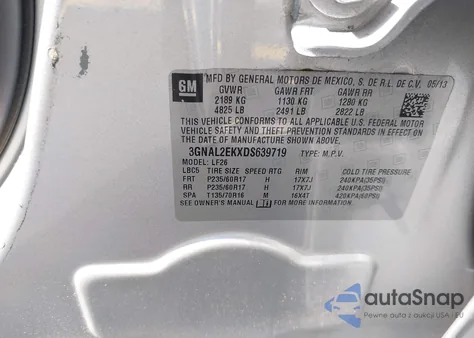 GM
MFD BY GENERAL MOTORS DE MEXICO, S. DE R.L. DE C.V. 05/13
GVWR GAWR FRT GAWR RR
2189 KG 1130 KG 1280 KG
4825 LB 2491 LB 2822 LB
THIS VEHICLE CONFORMS TO ALL APPLICABLE U.S.
FEDERAL MOTOR VEHICLE SAFETY, BUMPER, AND THEFT
PREVENTION STANDARDS IN EFFECT ON THE DATE
OF MANUFACTURE SHOWN ABOVE.
3GNAL2EKXDS639719 TYPE: M.P.V.
MODEL: LF26
LBC5 TIRE SIZE SPEED RTG RIM COLD TIRE PRESSURE
FRT P235/60R17 H 17X7J 240KPA(35PSI)
RR P235/60R17 H 17X7J 240KPA(35PSI)
SPA T135/70R16 M 16X4T 420KPA(60PSI)
SEE OWNER'S MANUAL FOR MORE INFORMATION.
autoSnap
Pewne auta z aukcji USA / EU